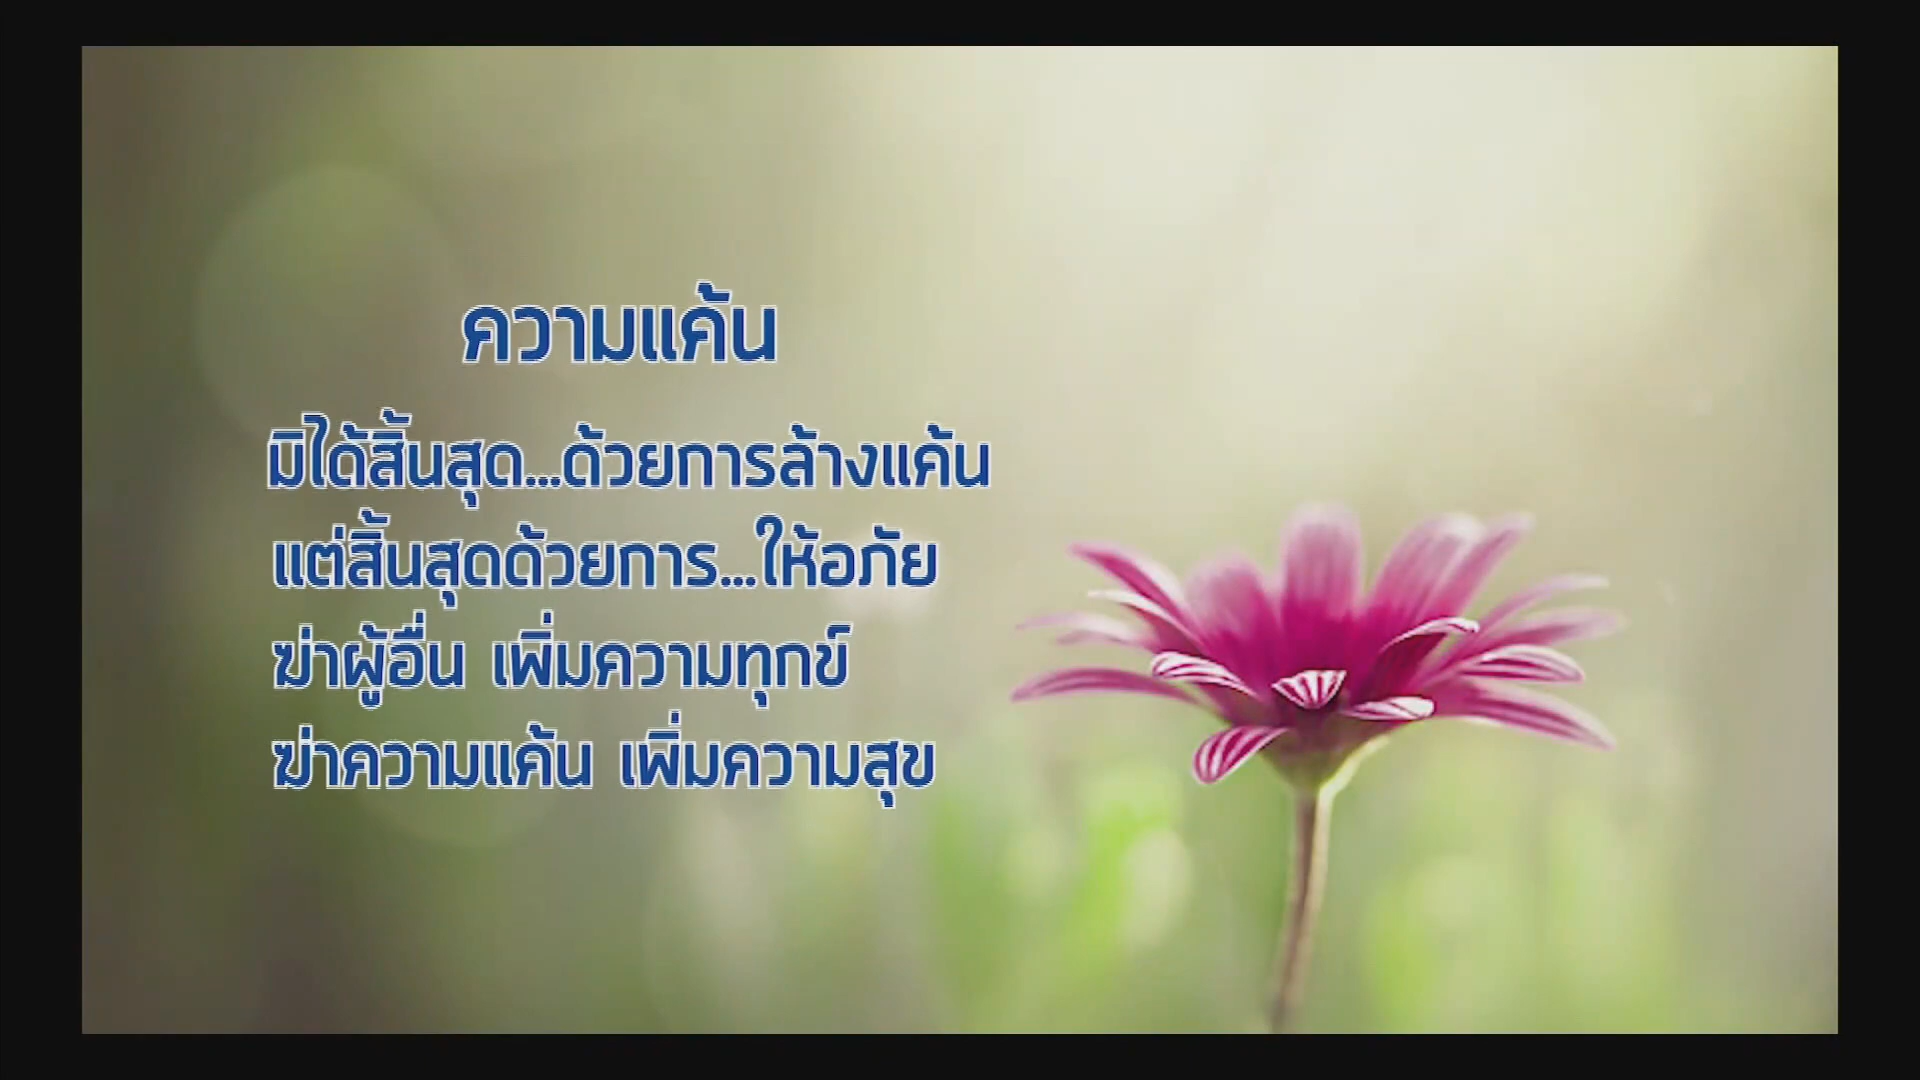 ความแค้น
มิได้สิ้นสุด...ด้วยการล้างแค้น
แต่สิ้นสุดด้วยการ...ให้อภัย
ฆ่าผู้อื่น เพิ่มความทุกข์
ฆ่าความแค้น เพิ่มความสุข